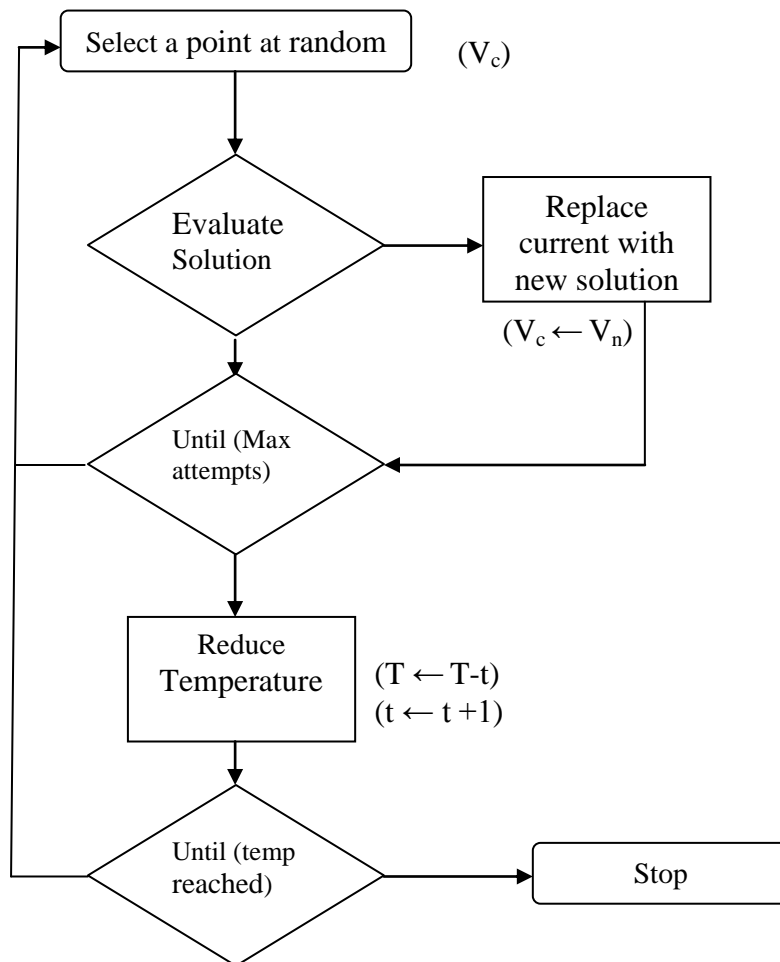 Select a point at random
(Vc)
Evaluate
Solution
Replace
current with
new solution
(Vc ← Vn)
Until (Max
attempts)
Reduce
Temperature
(T ← T-t)
(t ← t +1)
Until (temp
reached)
Stop